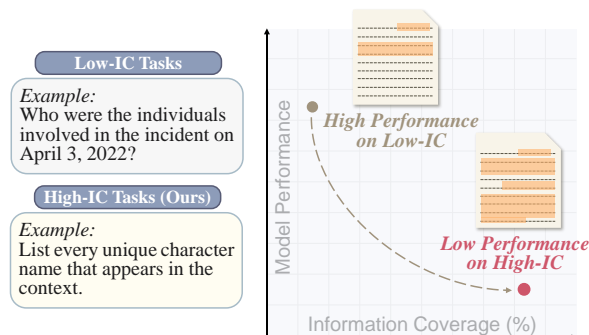 Low-IC Tasks
Example:
Who were the individuals
involved in the incident on
April 3, 2022?
High-IC Tasks (Ours)
Example:
List every unique character
name that appears in the
context.
Model Performance
High Performance
on Low-IC
Low Performance
on High-IC
Information Coverage (%)